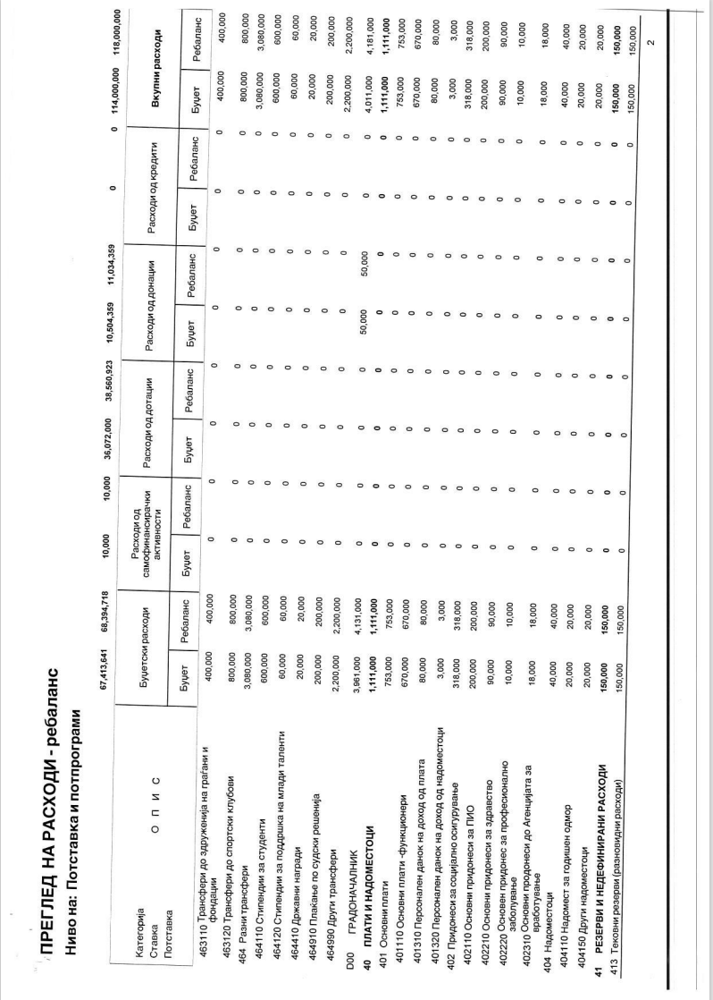 ПРЕГЛЕД НА РАСХОДИ - ребаланс
Ниво на: Потставка и потпрограми
67,413,641 68,394,718 10,000 10,000 36,072,000 38,560,923 10,504,359 11,034,359 0 0 114,000,000 118,000,000
Категорија
Ставка
Потставка
О П И С
Буџетски расходи
Расходи од
самофинансирачки
активности
Расходи од дотации
Расходи од донации
Расходи од кредити
Вкупни расходи
Буџет Ребаланс Буџет Ребаланс Буџет Ребаланс Буџет Ребаланс Буџет Ребаланс Буџет Ребаланс
463110 Трансфери до здруженија на граѓани и 400,000 400,000 0 0 0 0 0 0 0 0 400,000 400,000
фондации
463120 Трансфери до спортски клубови 800,000 800,000 0 0 0 0 0 0 0 0 800,000 800,000
464 Разни трансфери 3,080,000 3,080,000 0 0 0 0 0 0 0 0 3,080,000 3,080,000
464110 Стипендии за студенти 600,000 600,000 0 0 0 0 0 0 0 0 600,000 600,000
464120 Стипендии за поддршка на млади таленти 60,000 60,000 0 0 0 0 0 0 0 0 60,000 60,000
464410 Државни награди 20,000 20,000 0 0 0 0 0 0 0 0 20,000 20,000
464910 Плаќање по судски решенија 200,000 200,000 0 0 0 0 0 0 0 0 200,000 200,000
464990 Други трансфери 2,200,000 2,200,000 0 0 0 0 0 0 0 0 2,200,000 2,200,000
D00 ГРАДОНАЧАЛНИК 3,961,000 4,131,000 0 0 0 0 50,000 50,000 0 0 4,011,000 4,181,000
40 ПЛАТИ И НАДОМЕСТОЦИ 1,111,000 1,111,000 0 0 0 0 0 0 0 0 1,111,000 1,111,000
401 Основни плати 753,000 753,000 0 0 0 0 0 0 0 0 753,000 753,000
401110 Основни плати -функционери 670,000 670,000 0 0 0 0 0 0 0 0 670,000 670,000
401310 Персонален данок на доход од плата 80,000 80,000 0 0 0 0 0 0 0 0 80,000 80,000
401320 Персонален данок на доход од надоместоци 3,000 3,000 0 0 0 0 0 0 0 0 3,000 3,000
402 Придонеси за социјално осигурување 318,000 318,000 0 0 0 0 0 0 0 0 318,000 318,000
402110 Основни придонеси за ПИО 200,000 200,000 0 0 0 0 0 0 0 0 200,000 200,000
402210 Основни придонеси за здравство 90,000 90,000 0 0 0 0 0 0 0 0 90,000 90,000
402220 Основен придонес за професионално 10,000 10,000 0 0 0 0 0 0 0 0 10,000 10,000
заболување
402310 Основни продонеси до Агенцијата за 18,000 18,000 0 0 0 0 0 0 0 0 18,000 18,000
вработување
404 Надоместоци 40,000 40,000 0 0 0 0 0 0 0 0 40,000 40,000
404110 Надомест за годишен одмор 20,000 20,000 0 0 0 0 0 0 0 0 20,000 20,000
404150 Други надоместоци 20,000 20,000 0 0 0 0 0 0 0 0 20,000 20,000
41 РЕЗЕРВИ И НЕДЕФИНИРАНИ РАСХОДИ 150,000 150,000 0 0 0 0 0 0 0 0 150,000 150,000
413 Тековни резерви (разновидни расходи) 150,000 150,000 0 0 0 0 0 0 0 0 150,000 150,000
2